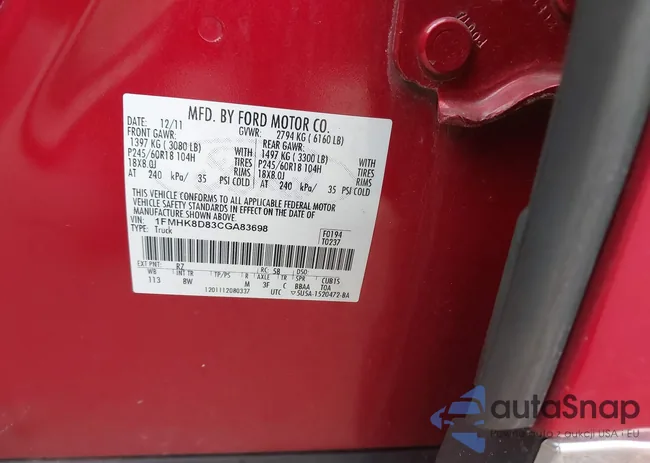 MFD. BY FORD MOTOR CO.
DATE: 12/11 GVWR: 2794 KG ( 6160 LB)
FRONT GAWR: REAR GAWR:
1397 KG ( 3080 LB) 1497 KG ( 3300 LB)
P245/60R18 104H WITH TIRES P245/60R18 104H WITH TIRES
18X8.0J RIMS 18X8.0J RIMS
AT 240 kPa/ 35 PSI COLD AT 240 kPa/ 35 PSI COLD
THIS VEHICLE CONFORMS TO ALL APPLICABLE FEDERAL MOTOR
VEHICLE SAFETY STANDARDS IN EFFECT ON THE DATE OF
MANUFACTURE SHOWN ABOVE.
VIN: 1FMHK8D83CGA83698 F0194
TYPE: Truck T0237
EXT PNT: RZ RC: 5B DSO:
WB INT TR TP/PS R AXLE TR SPR CUB1S
113 BW M 3F C BBAA TOA
1201112080337 UTC ▽ 5USA-1520472-BA
autaSnap